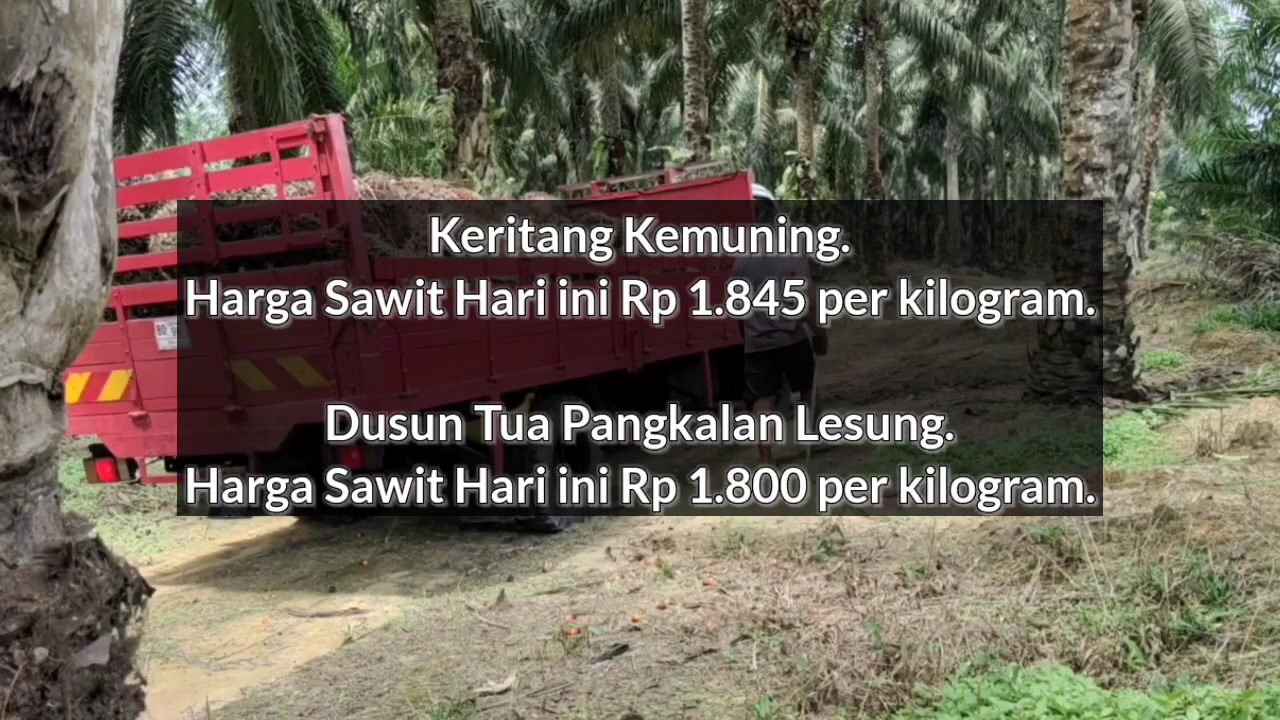 Keritang Kemuning.
Harga Sawit Hari ini Rp 1.845 per kilogram.
Dusun Tua Pangkalan Lesung.
Harga Sawit Hari ini Rp 1.800 per kilogram.